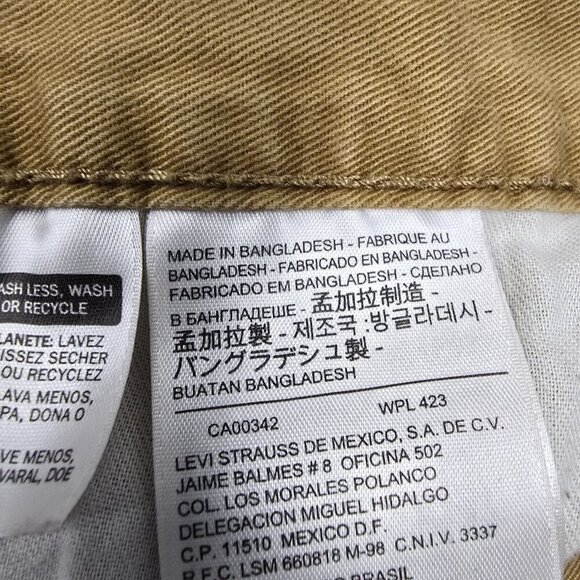 ASH LESS, WASH
OR RECYCLE
LANETE: LAVEZ
ISSEZ SECHER
OU RECYCLEZ
LAVA MENOS,
PA, DONA O
VE MENOS,
VARAL, DOE
MADE IN BANGLADESH - FABRIQUE AU
BANGLADESH - FABRICADO EN BANGLADESH -
FABRICADO EM BANGLADESH - СДЕЛАНО
В БАНГЛАДЕШЕ - 孟加拉制造 -
孟加拉製 - 제조국 :방글라데시 -
バングラデシュ製 -
BUATAN BANGLADESH
CA00342 WPL 423
LEVI STRAUSS DE MEXICO, S.A. DE C.V.
JAIME BALMES # 8 OFICINA 502
COL. LOS MORALES POLANCO
DELEGACION MIGUEL HIDALGO
C.P. 11510 MEXICO D.F.
R.F.C. LSM 660818 M-98 C.N.I.V. 3337
BRASIL